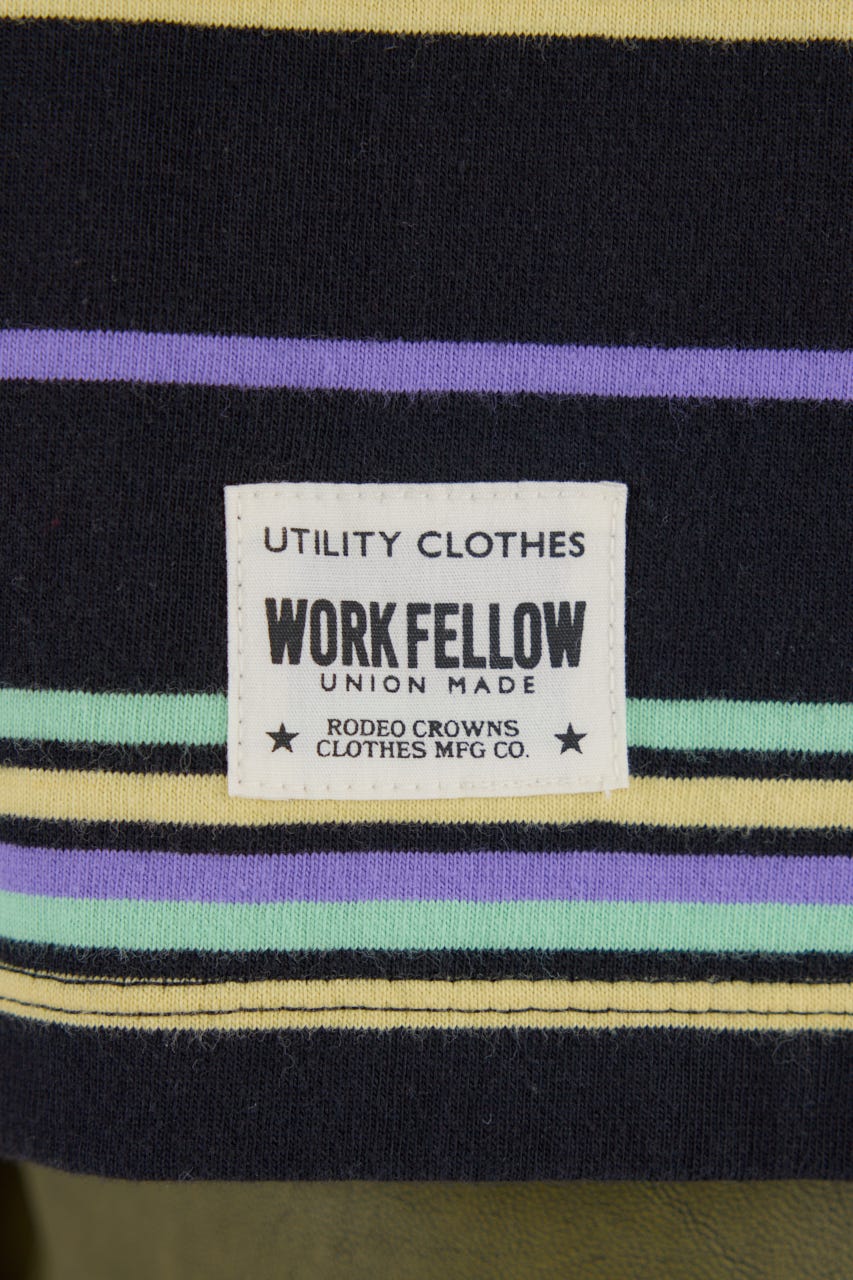 UTILITY CLOTHES
WORK FELLOW
UNION MADE
RODEO CROWNS
CLOTHES MFG CO.